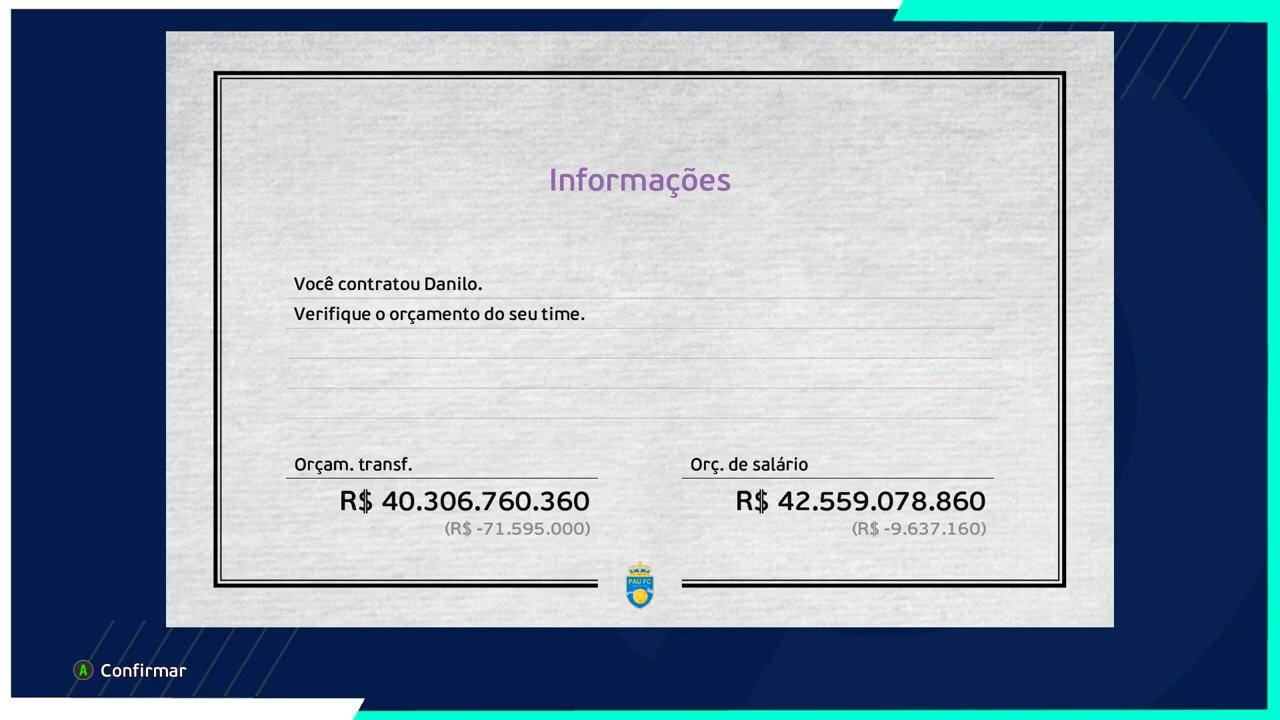 Informações
Você contratou Danilo.
Verifique o orçamento do seu time.
Orçam. transf.
Orç. de salário
R$ 40.306.760.360
R$ 42.559.078.860
(R$ -71.595.000)
(R$ -9.637.160)
PAU FC
A Confirmar